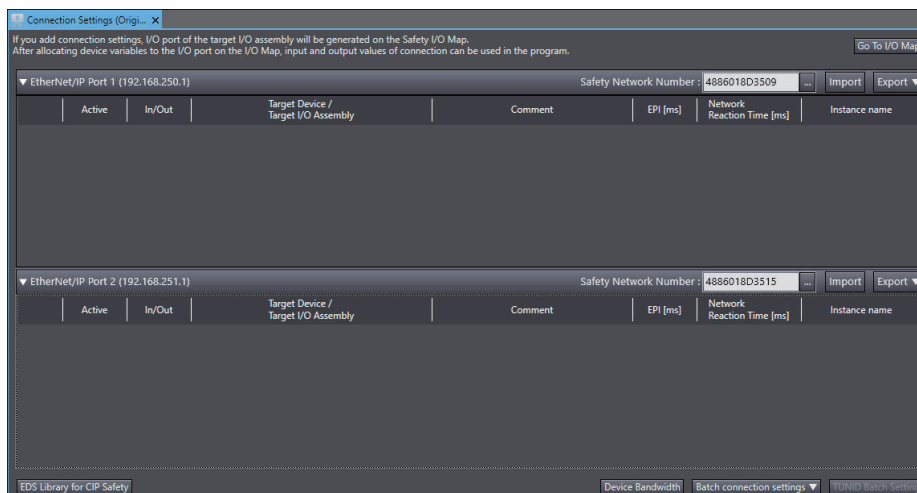 Connection Settings (Origi... X
If you add connection settings, I/O port of the target I/O assembly will be generated on the Safety I/O Map.
After allocating device variables to the I/O port on the I/O Map, input and output values of connection can be used in the program.
Go To I/O Map
▼ EtherNet/IP Port 1 (192.168.250.1) Safety Network Number : 4886018D3509 ... Import Export ▼
Active In/Out Target Device / Target I/O Assembly Comment EPI [ms] Network Reaction Time [ms] Instance name
▼ EtherNet/IP Port 2 (192.168.251.1) Safety Network Number : 4886018D3515 ... Import Export ▼
Active In/Out Target Device / Target I/O Assembly Comment EPI [ms] Network Reaction Time [ms] Instance name
EDS Library for CIP Safety Device Bandwidth Batch connection settings ▼ TUNID Batch Setting